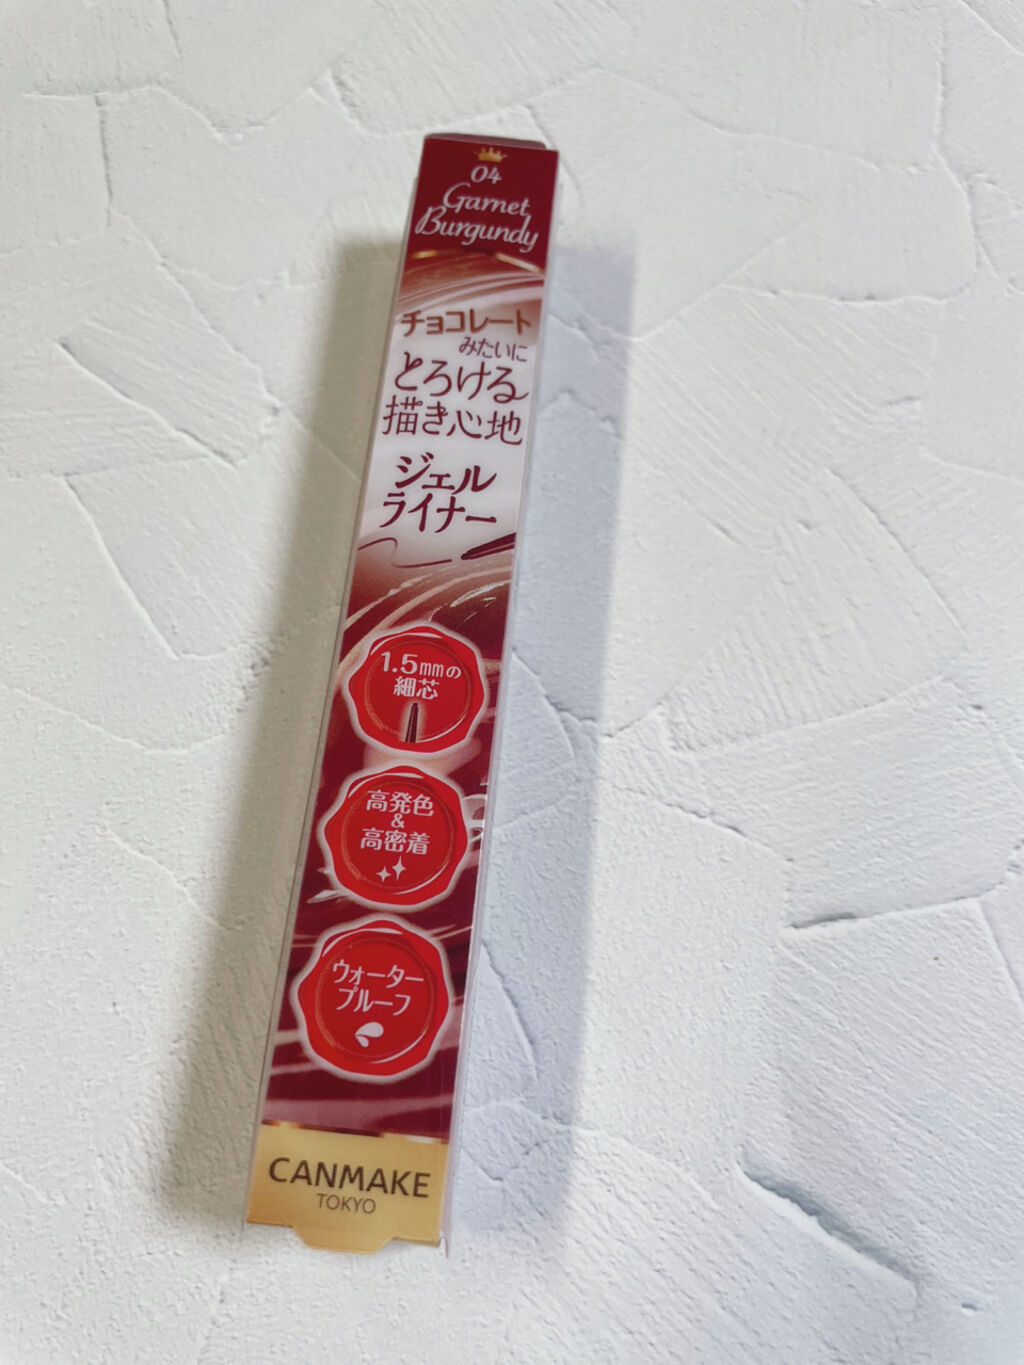 04
Garnet
Burgundy
チョコレート
みたいに
とろける
描き心地
ジェル
ライナー
1.5mmの
細芯
高発色
&
高密着
ウォーター
プルーフ
CANMAKE
TOKYO